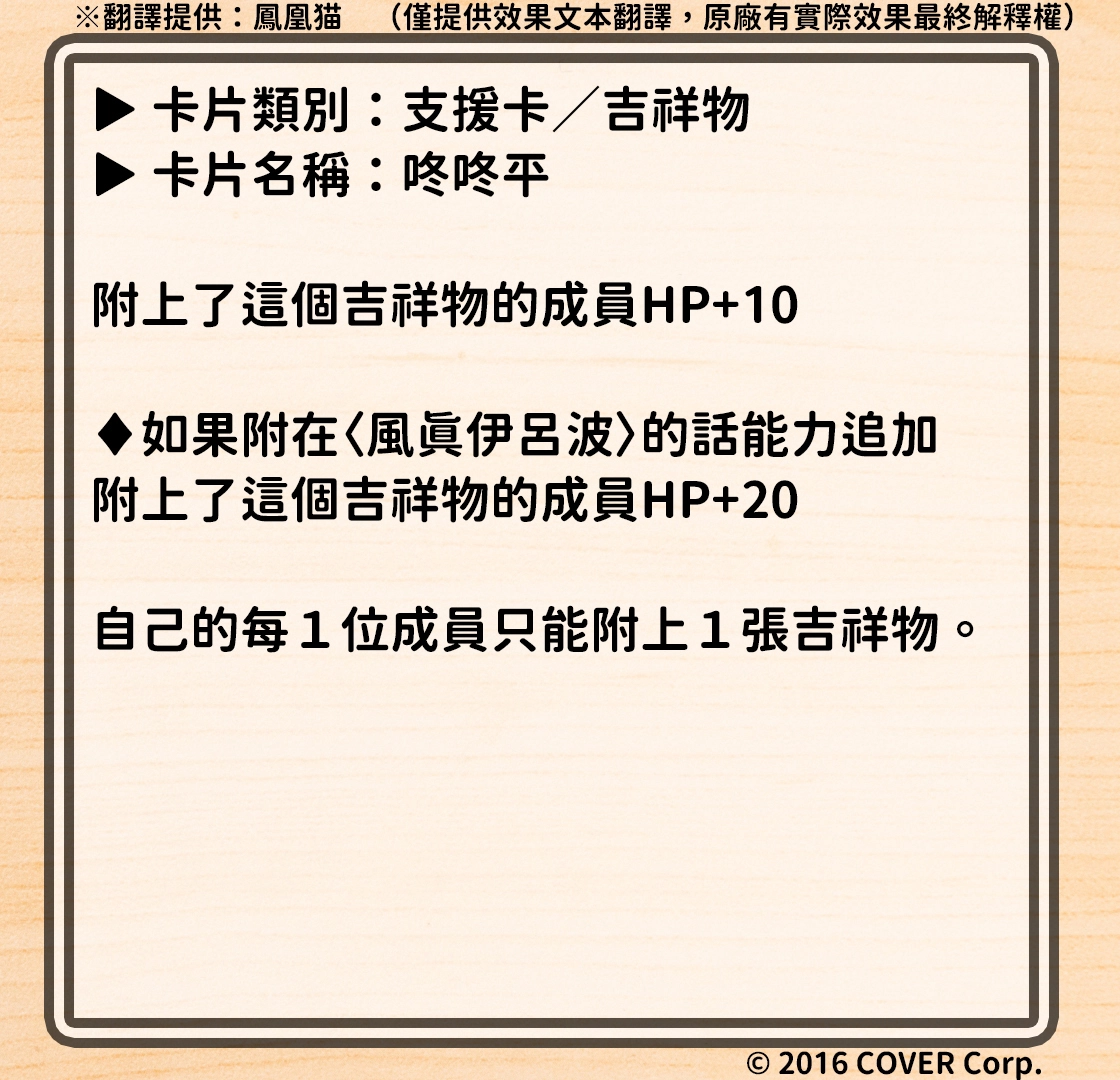 ※翻譯提供：鳳凰猫　（僅提供效果文本翻譯，原廠有實際效果最終解釋權）
▶ 卡片類別：支援卡／吉祥物
▶ 卡片名稱：咚咚平
附上了這個吉祥物的成員HP+10
♦如果附在〈風眞伊呂波〉的話能力追加
附上了這個吉祥物的成員HP+20
自己的每１位成員只能附上１張吉祥物。
© 2016 COVER Corp.